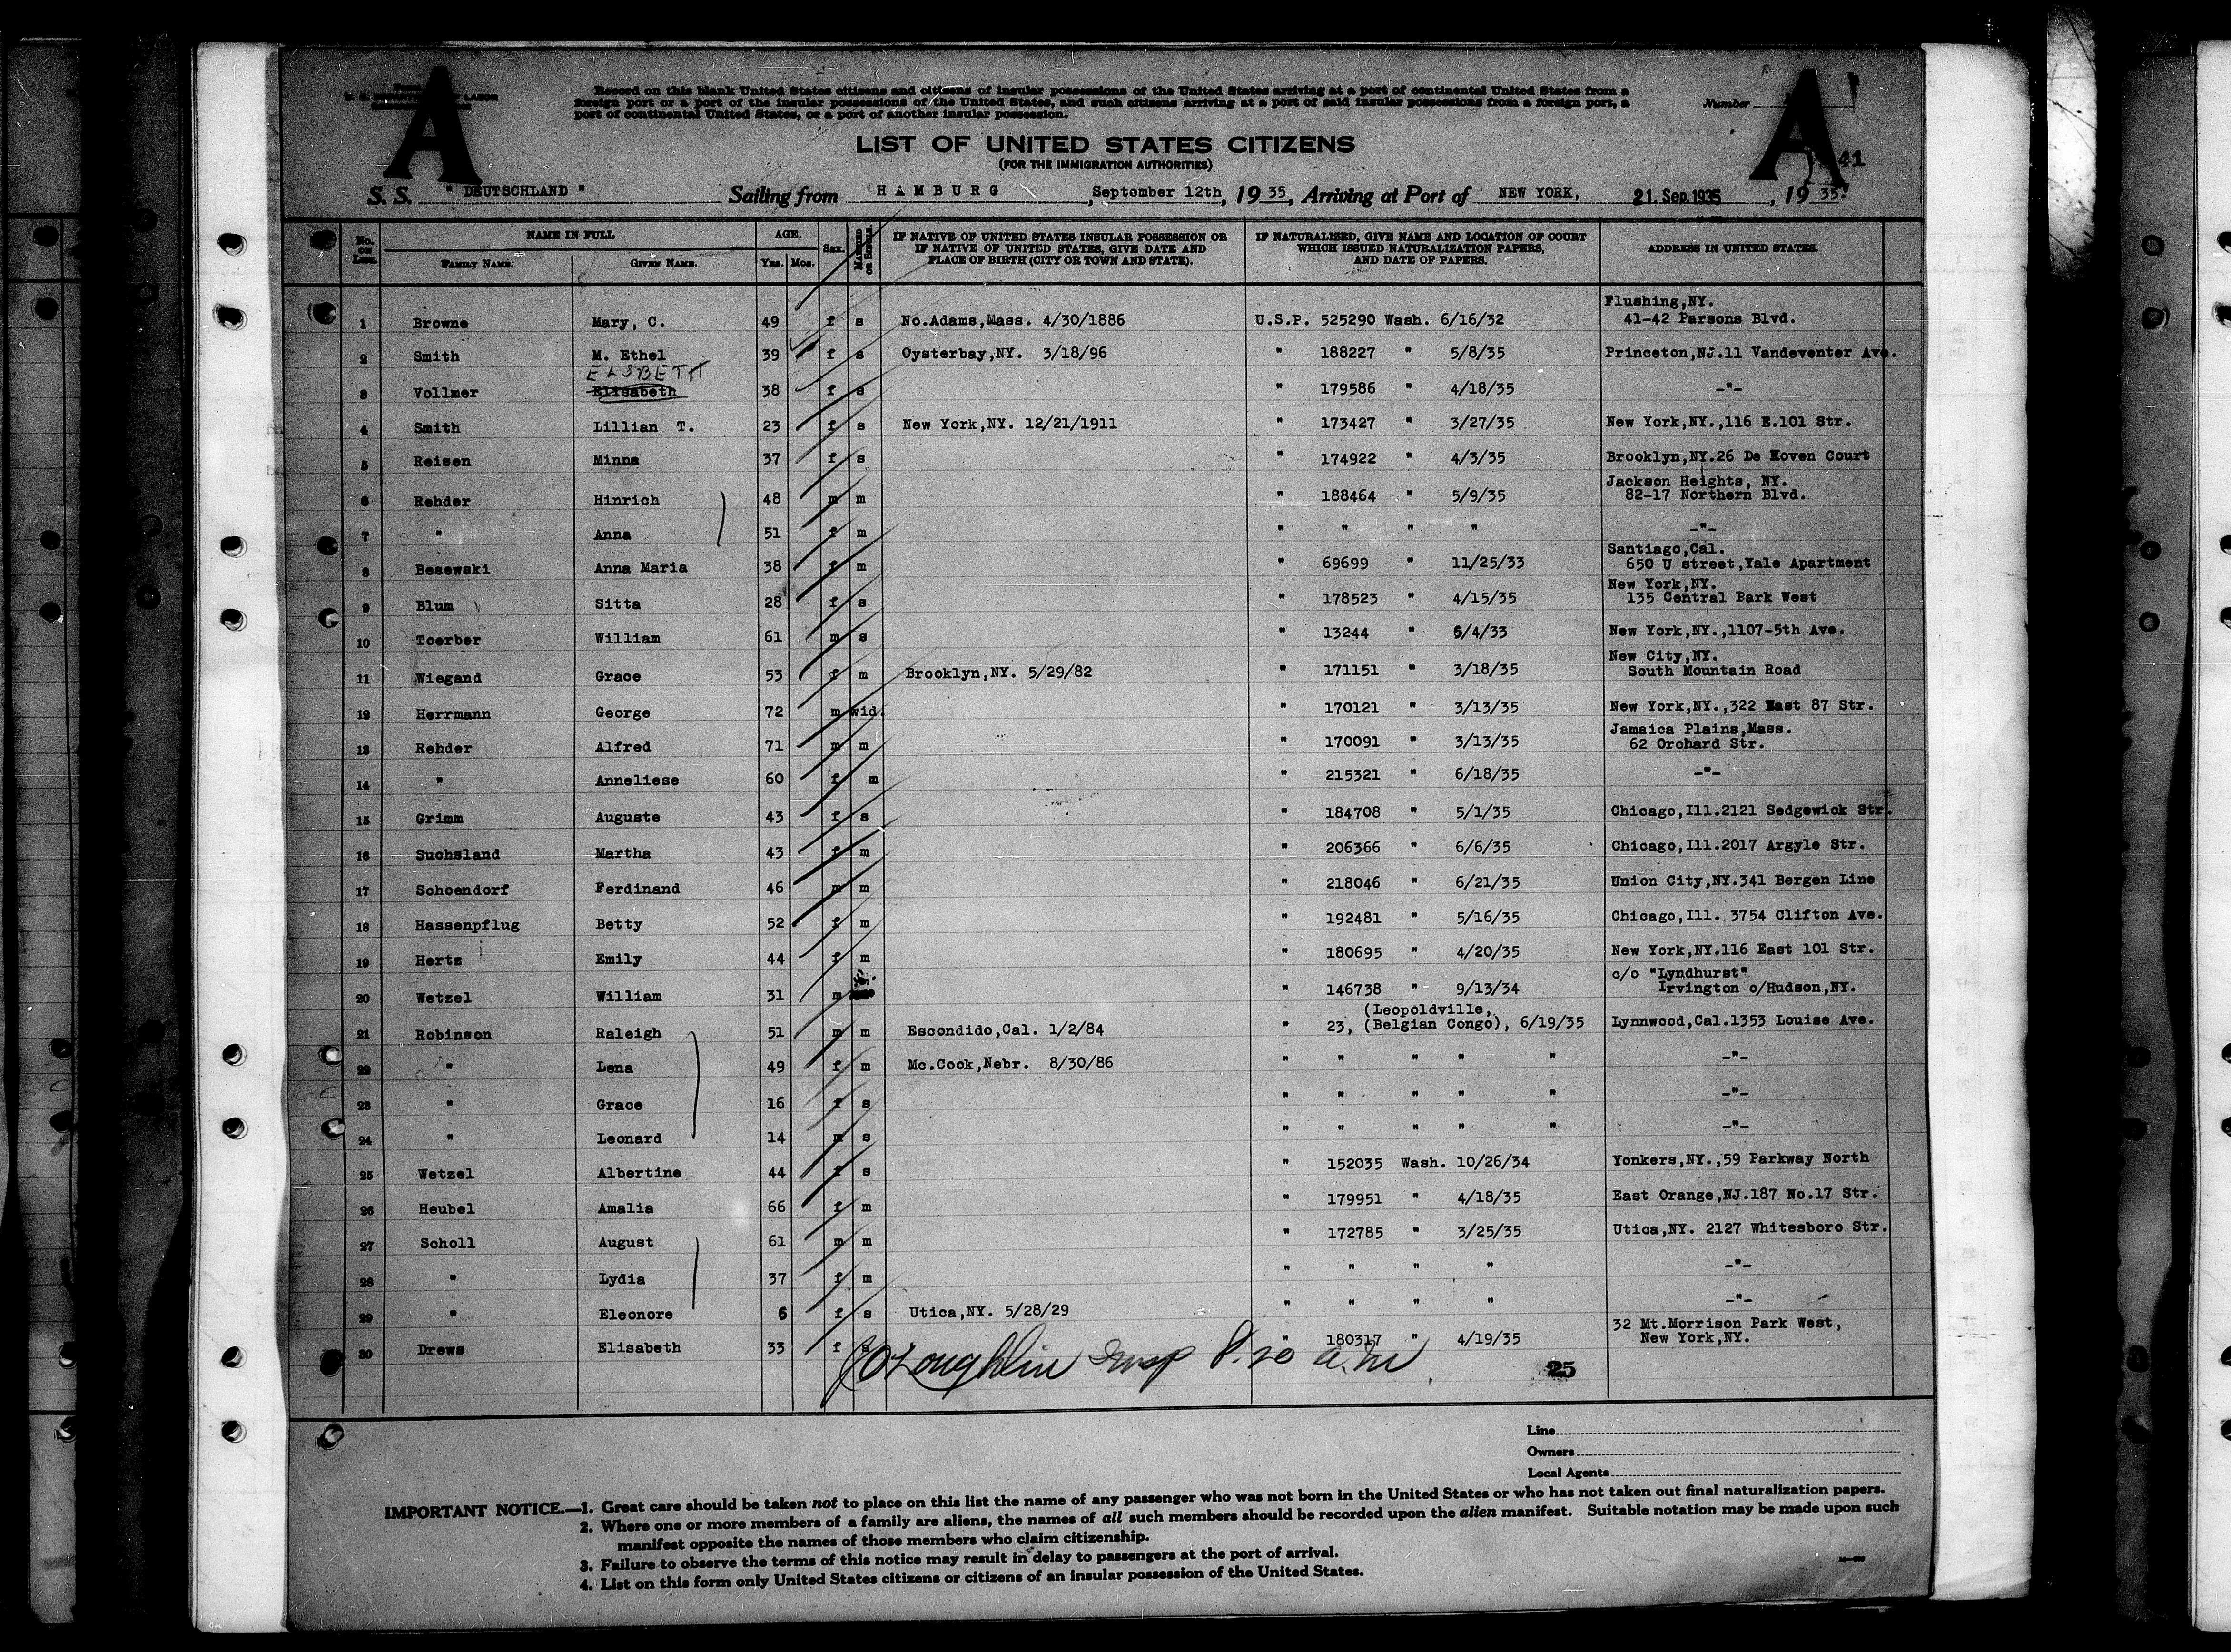 A
LABOR
Record on this blank United States citizens and citizens of insular possessions of the United States arriving at a port of continental United States from a
foreign port or a port of the insular possessions of the United States, and such citizens arriving at a port of said insular possessions from a foreign port, a
port of continental United States, or a port of another insular possession.
Number
A
41
LIST OF UNITED STATES CITIZENS
(FOR THE IMMIGRATION AUTHORITIES)
S. S. " DEUTSCHLAND " Sailing from HAMBURG, September 12th, 1935, Arriving at Port of NEW YORK, 21. Sep. 1935, 1935.
No. on List. NAME IN FULL AGE. Sex. Married or Single. IF NATIVE OF UNITED STATES INSULAR POSSESSION OR IF NATIVE OF UNITED STATES, GIVE DATE AND PLACE OF BIRTH (CITY OR TOWN AND STATE). IF NATURALIZED, GIVE NAME AND LOCATION OF COURT WHICH ISSUED NATURALIZATION PAPERS, AND DATE OF PAPERS. ADDRESS IN UNITED STATES.
Family Name. Given Name. Yrs. Mos.
1 Browne Mary, C. 49 f s No.Adams,Mass. 4/30/1886 U.S.P. 525290 Wash. 6/16/32 Flushing,NY. 41-42 Parsons Blvd.
2 Smith M. Ethel 39 f s Oysterbay,NY. 3/18/96 " 188227 " 5/8/35 Princeton,NJ.11 Vandeventer Ave.
ELSBETH
3 Vollmer Elisabeth 38 f s " 179586 " 4/18/35 -"-
4 Smith Lillian T. 23 f s New York,NY. 12/21/1911 " 173427 " 3/27/35 New York,NY.,116 E.101 Str.
5 Reisen Minna 37 f s " 174922 " 4/3/35 Brooklyn,NY.26 De Koven Court
6 Rehder Hinrich 48 m m " 188464 " 5/9/35 Jackson Heights, NY. 82-17 Northern Blvd.
7 " Anna 51 f m " " " " -"-
8 Besewski Anna Maria 38 f m " 69699 " 11/25/33 Santiago,Cal. 650 U street,Yale Apartment
9 Blum Sitta 28 f s " 178523 " 4/15/35 New York,NY. 135 Central Park West
10 Toerber William 61 m s " 13244 " 6/4/33 New York,NY.,1107-5th Ave.
11 Wiegand Grace 53 f m Brooklyn,NY. 5/29/82 " 171151 " 3/18/35 New City,NY. South Mountain Road
12 Herrmann George 72 m wid. " 170121 " 3/13/35 New York,NY.,322 East 87 Str.
13 Rehder Alfred 71 m m " 170091 " 3/13/35 Jamaica Plains,Mass. 62 Orchard Str.
14 " Anneliese 60 f m " 215321 " 6/18/35 -"-
15 Grimm Auguste 43 f s " 184708 " 5/1/35 Chicago,Ill.2121 Sedgewick Str.
16 Suchsland Martha 43 f m " 206366 " 6/6/35 Chicago,Ill.2017 Argyle Str.
17 Schoendorf Ferdinand 46 m m " 218046 " 6/21/35 Union City,NY.341 Bergen Line
18 Hassenpflug Betty 52 f m " 192481 " 5/16/35 Chicago,Ill. 3754 Clifton Ave.
19 Hertz Emily 44 f m " 180695 " 4/20/35 New York,NY.116 East 101 Str.
20 Wetzel William 31 m " 146738 " 9/13/34 c/o "Lyndhurst" Irvington o/Hudson,NY.
21 Robinson Raleigh 51 m m Escondido,Cal. 1/2/84 " 23, (Leopoldville, (Belgian Congo), 6/19/35 Lynnwood,Cal.1353 Louise Ave.
22 " Lena 49 f m Mc.Cook,Nebr. 8/30/86 " " " " " -"-
23 " Grace 16 f s " " " " " -"-
24 " Leonard 14 m s " " " " " -"-
25 Wetzel Albertine 44 f s " 152035 Wash. 10/26/34 Yonkers,NY.,59 Parkway North
26 Heubel Amalia 66 f m " 179951 " 4/18/35 East Orange,NJ.187 No.17 Str.
27 Scholl August 61 m m " 172785 " 3/25/35 Utica,NY. 2127 Whitesboro Str.
28 " Lydia 37 f m " " " " -"-
29 " Eleonore 6 f s Utica,NY. 5/28/29 " " " " -"-
30 Drews Elisabeth 33 f s " 180317 " 4/19/35 32 Mt.Morrison Park West, New York,NY.
O'Loughlin Insp 8.20 a.m
25
Line
Owners
Local Agents
IMPORTANT NOTICE.—1. Great care should be taken not to place on this list the name of any passenger who was not born in the United States or who has not taken out final naturalization papers.
2. Where one or more members of a family are aliens, the names of all such members should be recorded upon the alien manifest. Suitable notation may be made upon such
manifest opposite the names of those members who claim citizenship.
3. Failure to observe the terms of this notice may result in delay to passengers at the port of arrival.
4. List on this form only United States citizens or citizens of an insular possession of the United States.